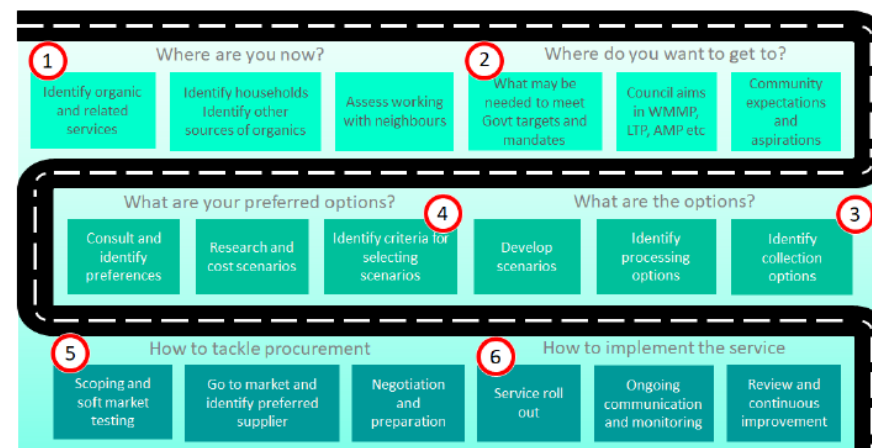 1
Where are you now?
Identify organic
and related
services
Identify households
Identify other
sources of organics
Assess working
with neighbours
2
Where do you want to get to?
What may be
needed to meet
Govt targets and
mandates
Council aims
in WMMP,
LTP, AMP etc
Community
expectations
and
aspirations
3
What are the options?
Identify
collection
options
Identify
processing
options
Develop
scenarios
4
What are your preferred options?
Identify criteria for
selecting
scenarios
Research and
cost scenarios
Consult and
identify
preferences
5
How to tackle procurement
Scoping and
soft market
testing
Go to market and
identify preferred
supplier
Negotiation
and
preparation
6
How to implement the service
Service roll
out
Ongoing
communication
and monitoring
Review and
continuous
improvement